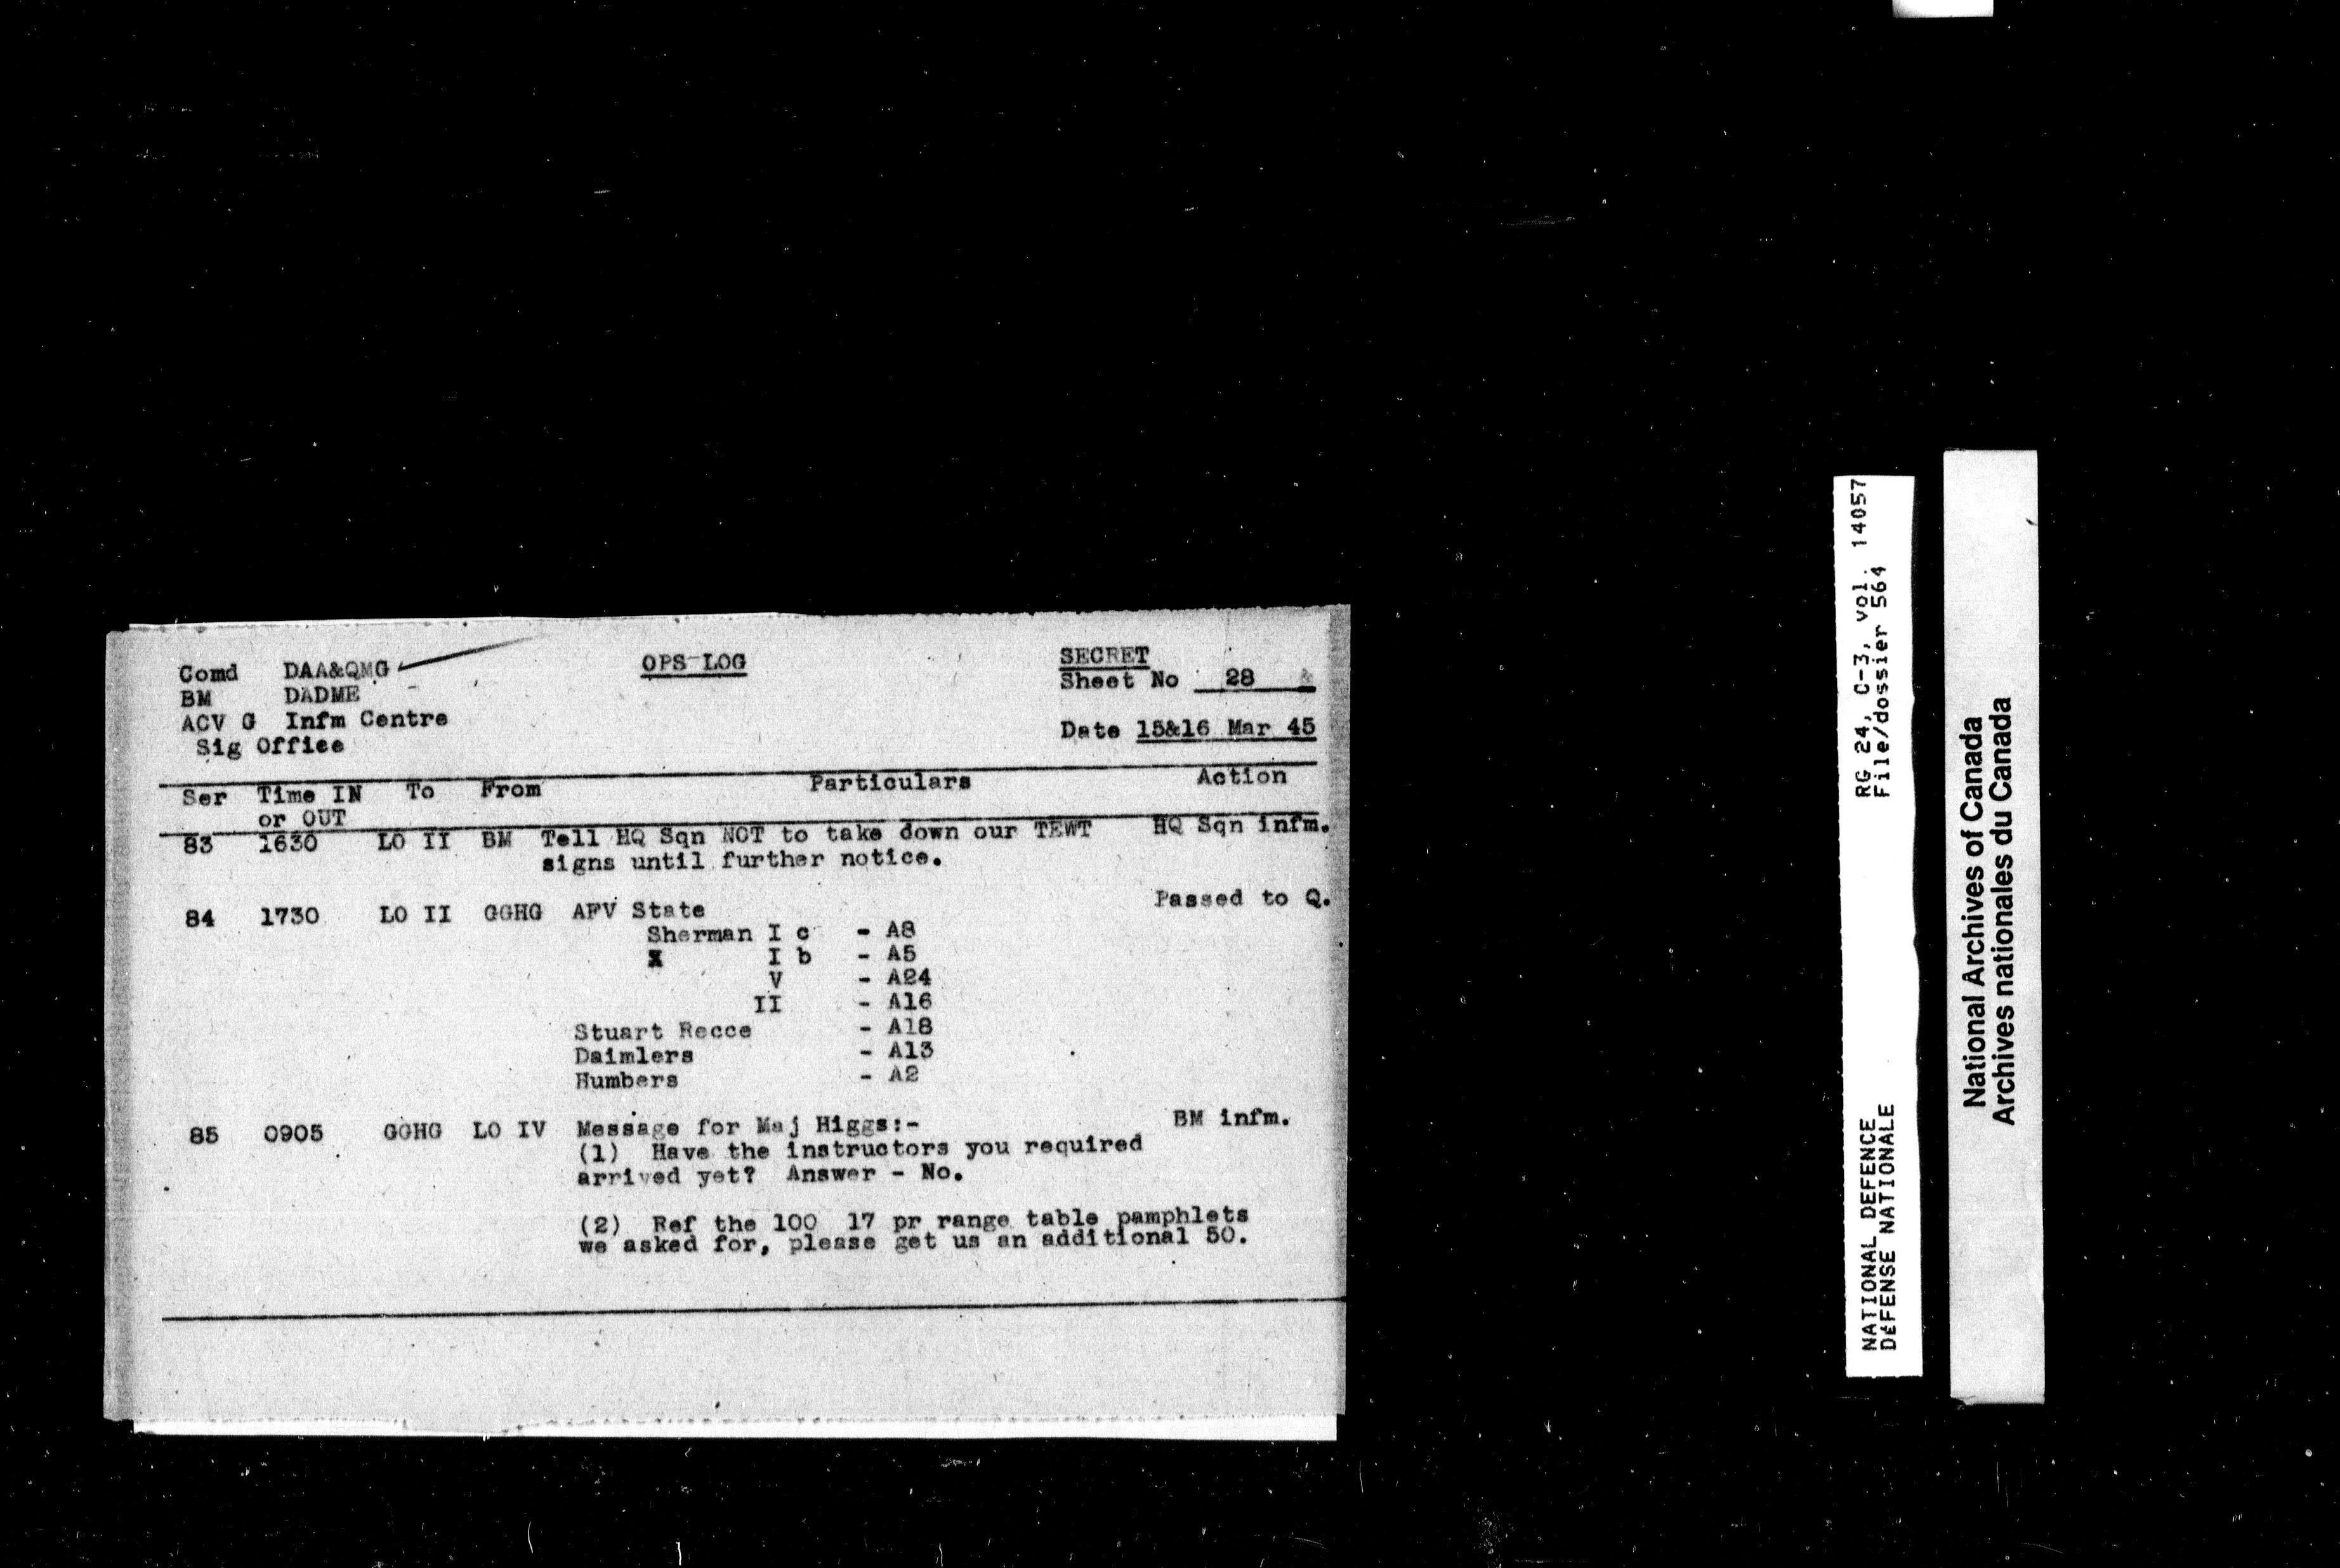 Comd DAA&QMG
BM DADME
ACV G Infm Centre
Sig Office
OPS LOG
SECRET
Sheet No 28
Date 15&16 Mar 45
Ser Time IN or OUT To From Particulars Action
83 1630 LO II BM Tell HQ Sqn NOT to take down our TEWT HQ Sqn infm.
signs until further notice.
84 1730 LO II GGHG AFV State Passed to Q.
Sherman I c - A8
X I b - A5
V - A24
II - A16
Stuart Recce - A18
Daimlers - A13
Humbers - A2
85 0905 GGHG LO IV Message for Maj Higgs:- BM infm.
(1) Have the instructors you required
arrived yet? Answer - No.
(2) Ref the 100 17 pr range table pamphlets
we asked for, please get us an additional 50.
RG 24, C-3, vol. 14057
File/dossier 564
NATIONAL DEFENCE
DÉFENSE NATIONALE
National Archives of Canada
Archives nationales du Canada